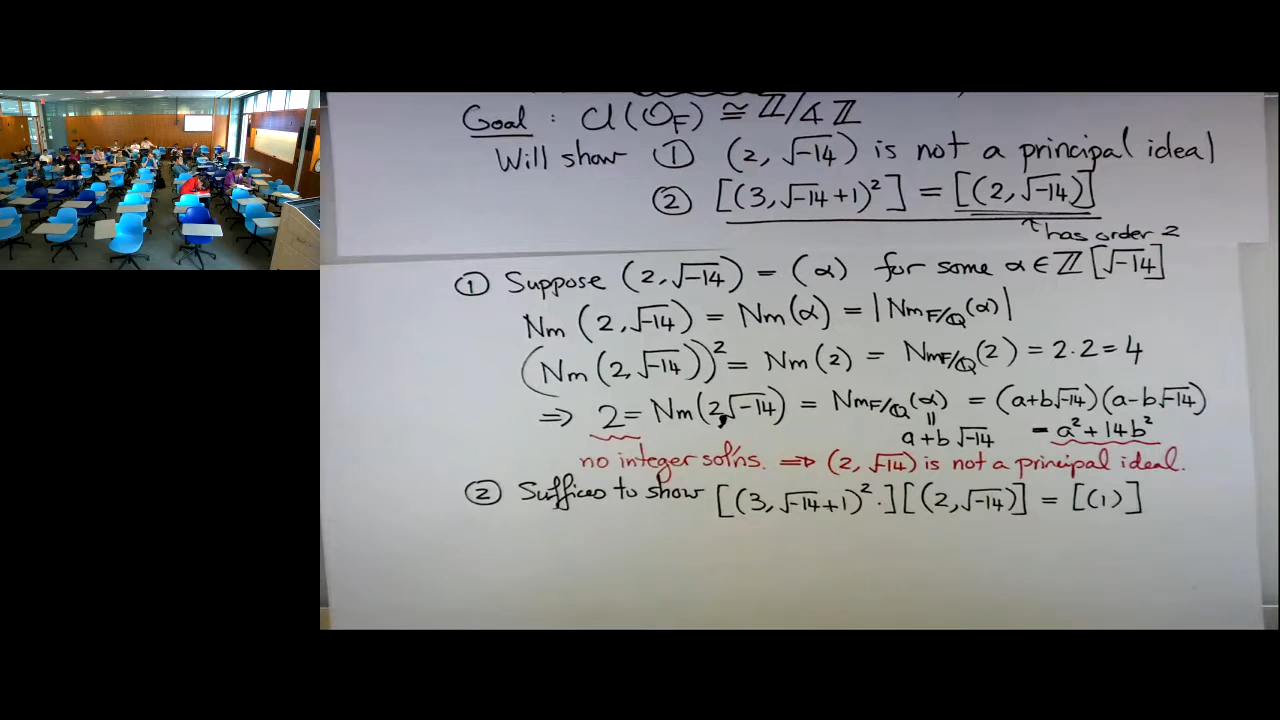 Goal : Cl(O_F) ≅ ℤ/4ℤ
Will show ① (2, √-14) is not a principal ideal
② [(3, √-14+1)²] = [(2, √-14)]
↑ has order 2
① Suppose (2, √-14) = (α) for some α ∈ ℤ[√-14]
Nm (2, √-14) = Nm(α) = |Nm_F/ℚ(α)|
(Nm (2, √-14))² = Nm(2) = Nm_F/ℚ(2) = 2·2 = 4
⇒ 2 = Nm(2, √-14) = Nm_F/ℚ(α) = (a+b√-14)(a-b√-14)
= a+b√-14 = a²+14b²
no integer sol'ns. ⇒ (2, √-14) is not a principal ideal.
② Suffices to show [(3, √-14+1)²·][(2, √-14)] = [(1)]